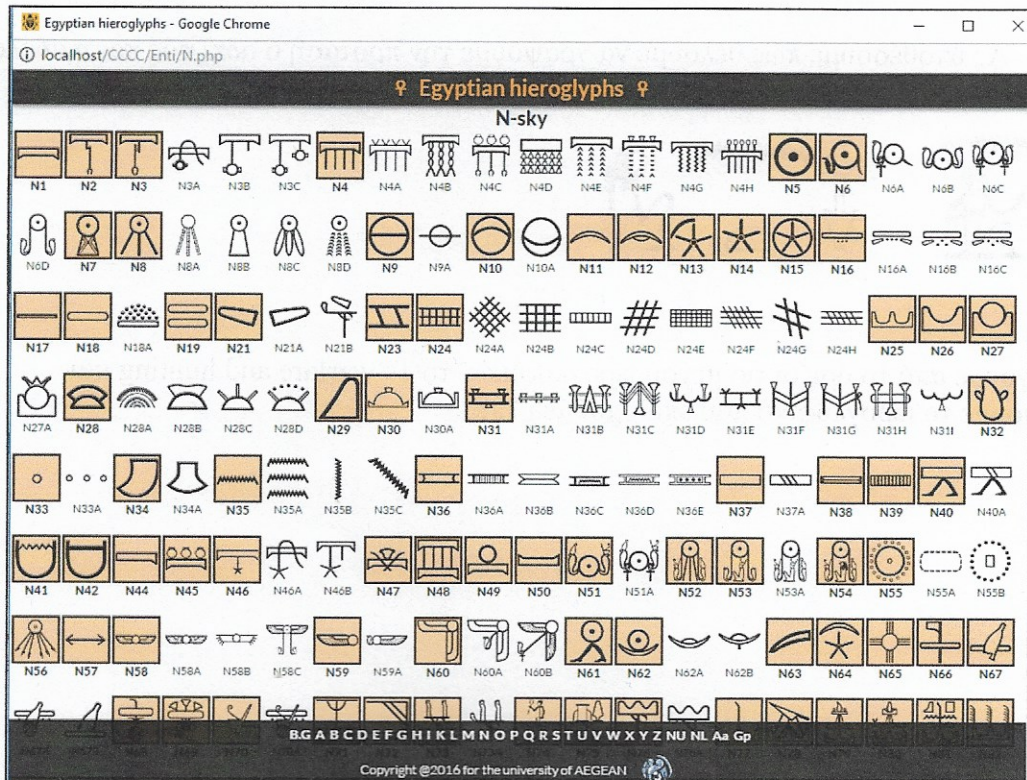 Egyptian hieroglyphs - Google Chrome
localhost/CCCC/Enti/N.php
Egyptian hieroglyphs
N-sky
N1 N2 N3 N3A N3B N3C N4 N4A N4B N4C N4D N4E N4F N4G N4H N5 N6 N6A N6B N6C
N6D N7 N8 N8A N8B N8C N8D N9 N9A N10 N10A N11 N12 N13 N14 N15 N16 N16A N16B N16C
N17 N18 N18A N19 N21 N21A N21B N23 N24 N24A N24B N24C N24D N24E N24F N24G N24H N25 N26 N27
N27A N28 N28A N28B N28C N28D N29 N30 N30A N31 N31A N31B N31C N31D N31E N31F N31G N31H N31I N32
N33 N33A N34 N34A N35 N35A N35B N35C N36 N36A N36B N36C N36D N36E N37 N37A N38 N39 N40 N40A
N41 N42 N44 N45 N46 N46A N46B N47 N48 N49 N50 N51 N51A N52 N53 N53A N54 N55 N55A N55B
N56 N57 N58 N58A N58B N58C N59 N59A N60 N60A N60B N61 N62 N62A N62B N63 N64 N65 N66 N67
B.G A B C D E F G H I K L M N O P Q R S T U V W X Y Z NU NL Aa Gp
Copyright @2016 for the university of AEGEAN